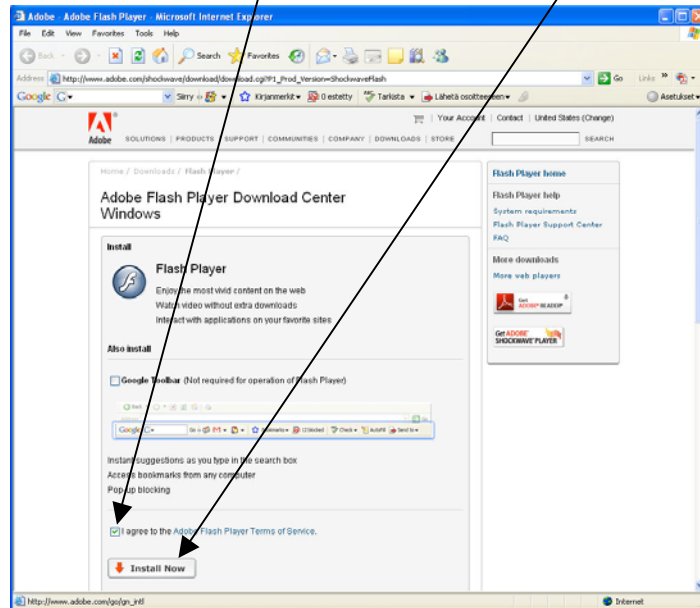 Adobe - Adobe Flash Player - Microsoft Internet Explorer
File Edit View Favorites Tools Help
Back Search Favorites
Address http://www.adobe.com/shockwave/download/download.cgi?P1_Prod_Version=ShockwaveFlash Go Links »
Google G Siirry Kirjanmerkit 0 estetty Tarkista Lähetä osoitteeseen Asetukset
Your Account | Contact | United States (Change)
Adobe SOLUTIONS | PRODUCTS | SUPPORT | COMMUNITIES | COMPANY | DOWNLOADS | STORE SEARCH
Home / Downloads / Flash Player /
Adobe Flash Player Download Center
Windows
Install
Flash Player
Enjoy the most vivid content on the web
Watch video without extra downloads
Interact with applications on your favorite sites
Also install
Google Toolbar (Not required for operation of Flash Player)
Google G Go Bookmarks Check AutoFill Send to
Instant suggestions as you type in the search box
Access bookmarks from any computer
Pop-up blocking
I agree to the Adobe Flash Player Terms of Service.
Install Now
Flash Player home
Flash Player help
System requirements
Flash Player Support Center
FAQ
More downloads
More web players
Get
ADOBE® READER®
Get ADOBE®
SHOCKWAVE® PLAYER
http://www.adobe.com/go/gn_intl Internet